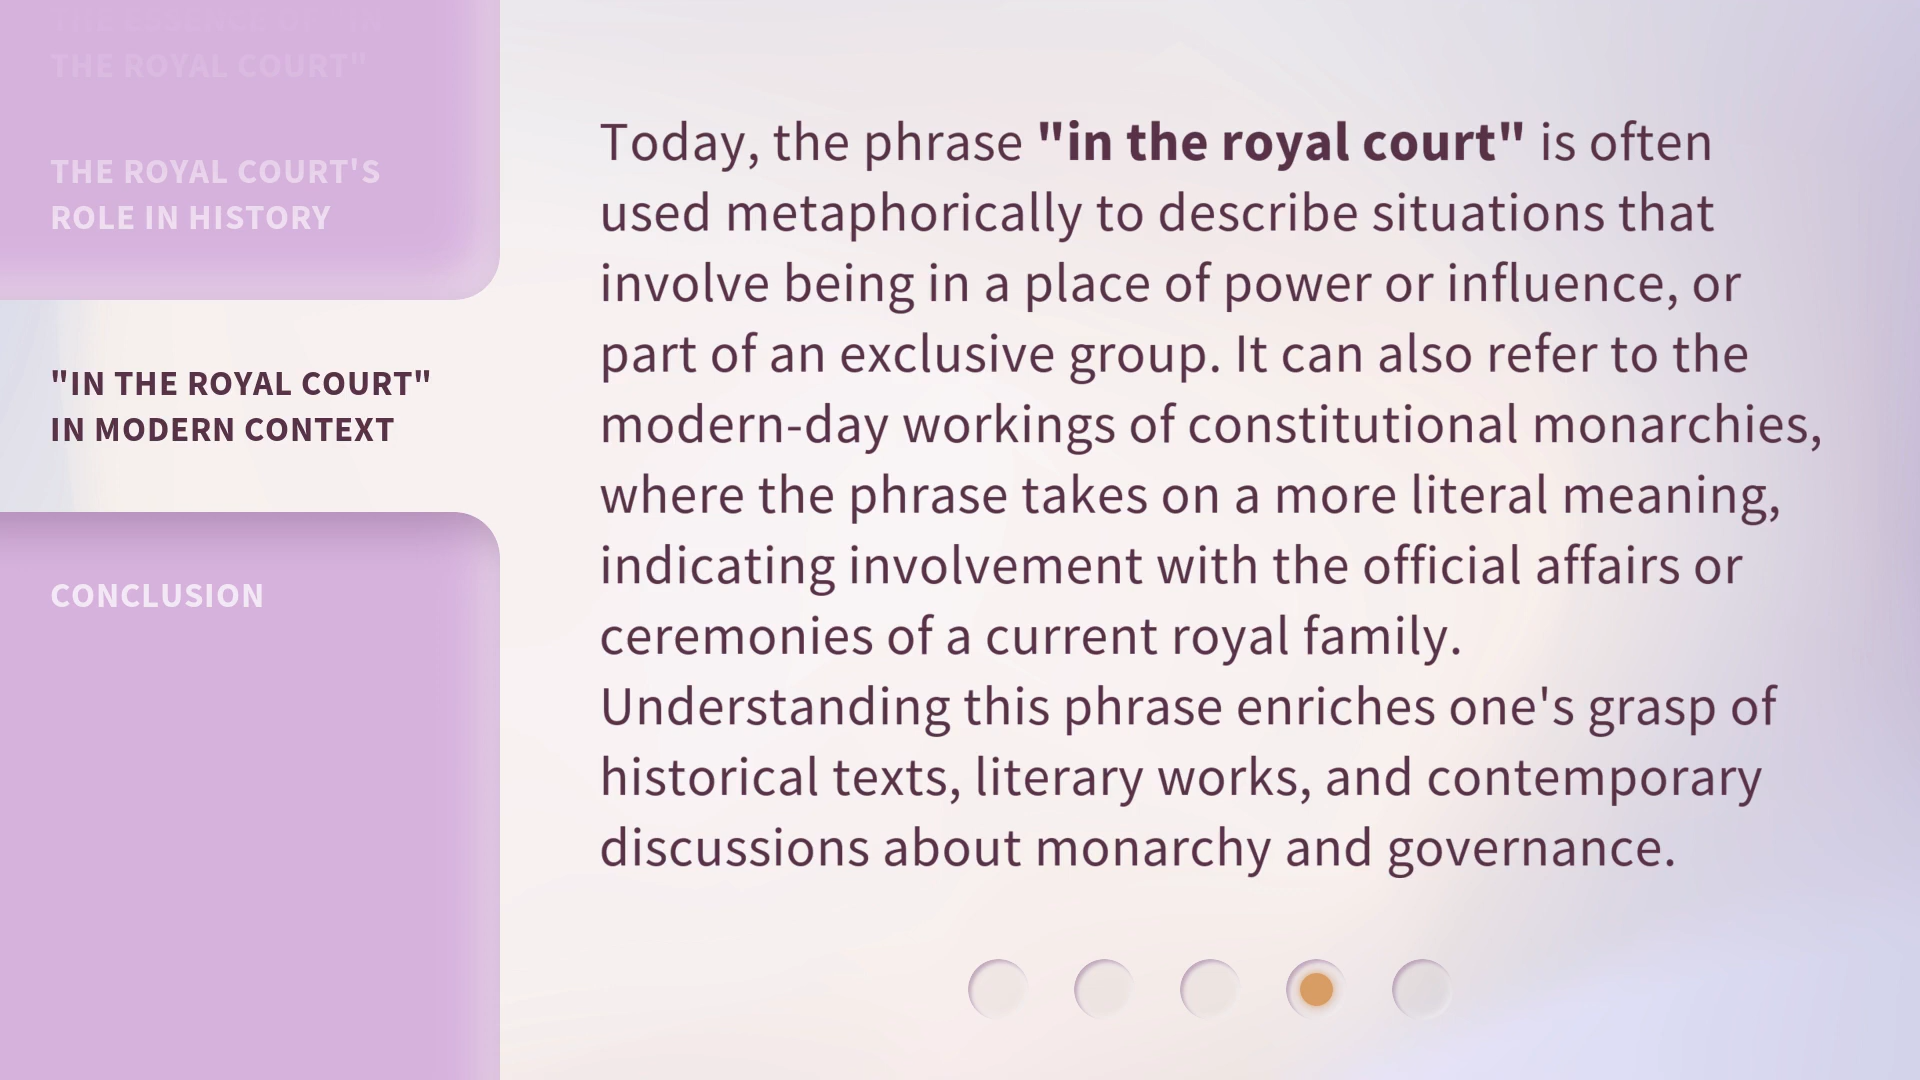 THE ESSENCE OF "IN
THE ROYAL COURT"
THE ROYAL COURT'S
ROLE IN HISTORY
"IN THE ROYAL COURT"
IN MODERN CONTEXT
CONCLUSION
Today, the phrase "in the royal court" is often
used metaphorically to describe situations that
involve being in a place of power or influence, or
part of an exclusive group. It can also refer to the
modern-day workings of constitutional monarchies,
where the phrase takes on a more literal meaning,
indicating involvement with the official affairs or
ceremonies of a current royal family.
Understanding this phrase enriches one's grasp of
historical texts, literary works, and contemporary
discussions about monarchy and governance.